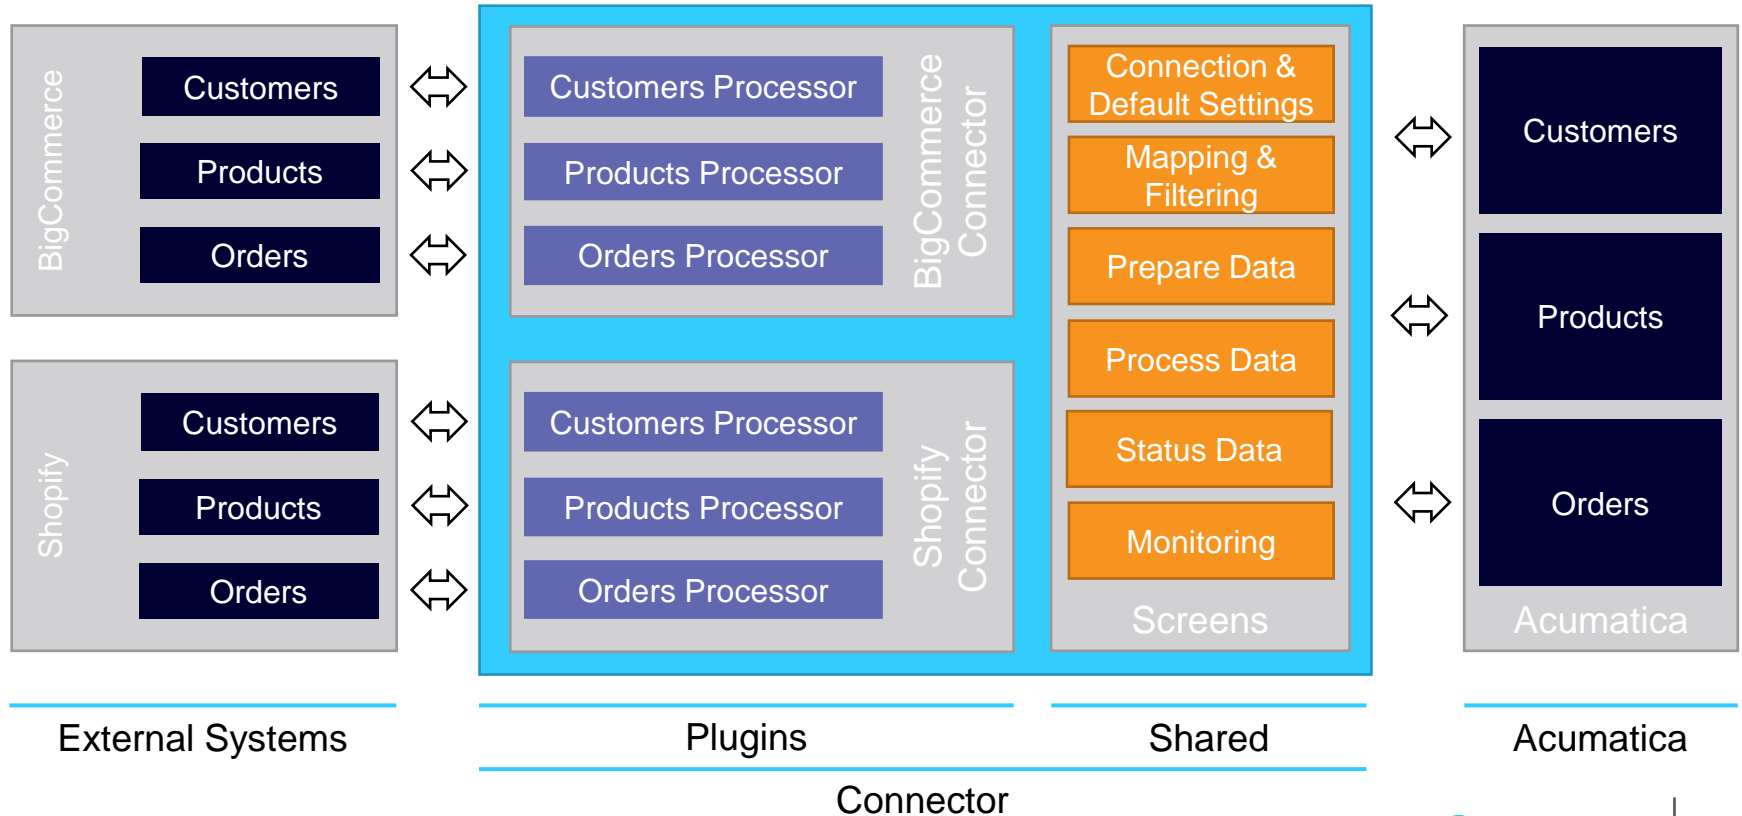 BigCommerce
Customers
Products
Orders
Shopify
Customers
Products
Orders
Customers Processor
Products Processor
Orders Processor
BigCommerce
Connector
Customers Processor
Products Processor
Orders Processor
Shopify
Connector
Connection &
Default Settings
Mapping &
Filtering
Prepare Data
Process Data
Status Data
Monitoring
Screens
Customers
Products
Orders
Acumatica
External Systems
Plugins
Shared
Acumatica
Connector